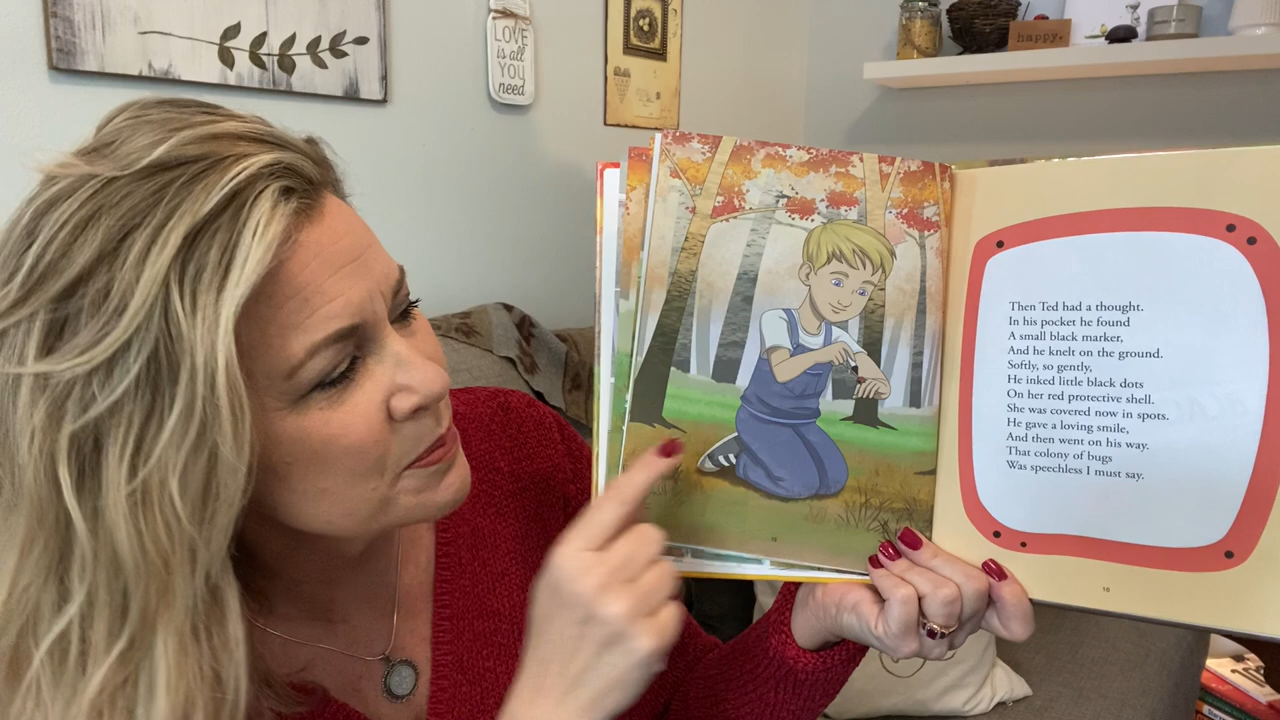 LOVE
is all
YOU
need
happy.
Then Ted had a thought.
In his pocket he found
A small black marker,
And he knelt on the ground.
Softly, so gently,
He inked little black dots
On her red protective shell.
She was covered now in spots.
He gave a loving smile,
And then went on his way.
That colony of bugs
Was speechless I must say.